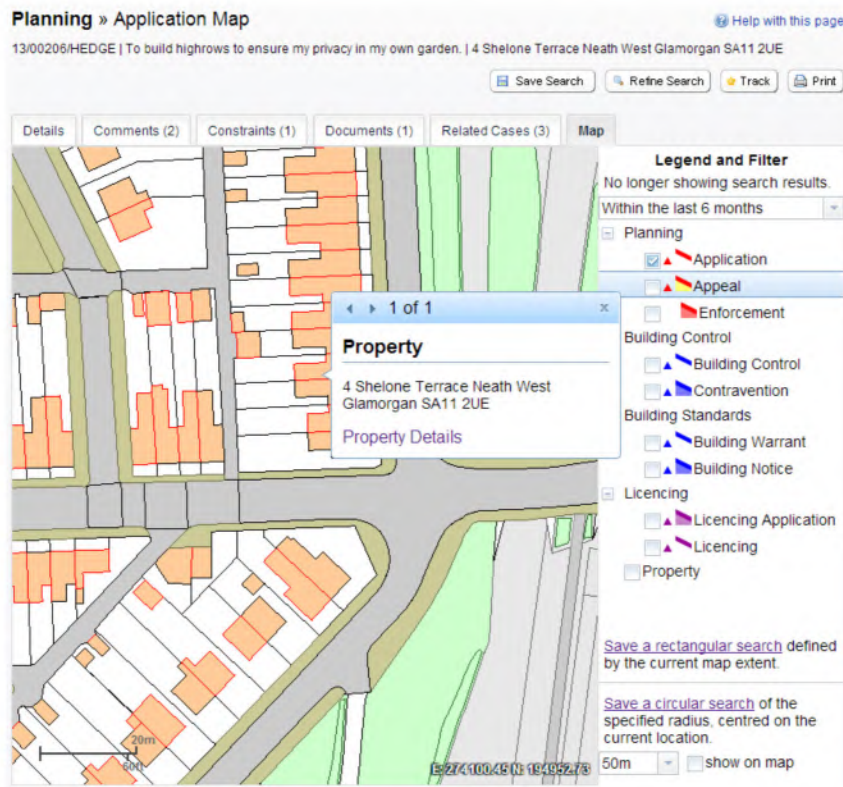 Planning » Application Map
Help with this page
13/00206/HEDGE | To build highrows to ensure my privacy in my own garden. | 4 Shelone Terrace Neath West Glamorgan SA11 2UE
Save Search
Refine Search
Track
Print
Details
Comments (2)
Constraints (1)
Documents (1)
Related Cases (3)
Map
Legend and Filter
No longer showing search results.
Within the last 6 months
Planning
Application
Appeal
Enforcement
Building Control
Building Control
Contravention
Building Standards
Building Warrant
Building Notice
Licencing
Licencing Application
Licencing
Property
1 of 1
Property
4 Shelone Terrace Neath West
Glamorgan SA11 2UE
Property Details
Save a rectangular search defined
by the current map extent.
Save a circular search of the
specified radius, centred on the
current location.
50m
show on map
20m
60ft
E: 274100.45 N: 194952.73